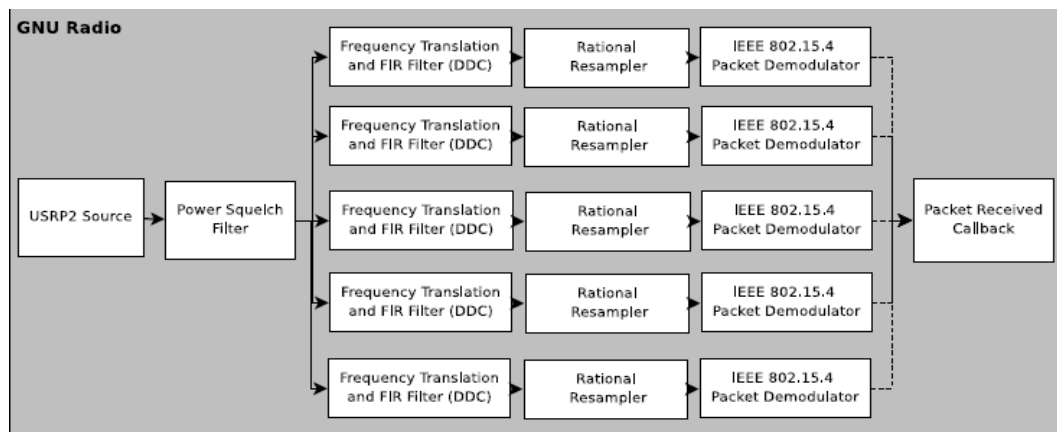 GNU Radio
Frequency Translation
and FIR Filter (DDC)
Rational
Resampler
IEEE 802.15.4
Packet Demodulator
Frequency Translation
and FIR Filter (DDC)
Rational
Resampler
IEEE 802.15.4
Packet Demodulator
USRP2 Source
Power Squelch
Filter
Frequency Translation
and FIR Filter (DDC)
Rational
Resampler
IEEE 802.15.4
Packet Demodulator
Packet Received
Callback
Frequency Translation
and FIR Filter (DDC)
Rational
Resampler
IEEE 802.15.4
Packet Demodulator
Frequency Translation
and FIR Filter (DDC)
Rational
Resampler
IEEE 802.15.4
Packet Demodulator